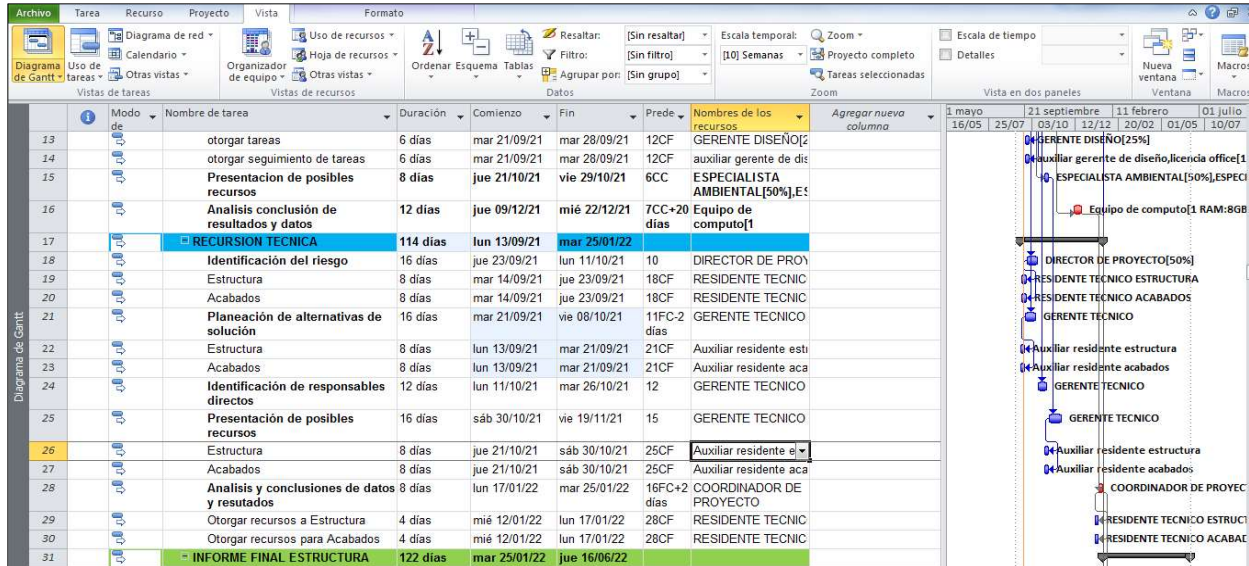 Archivo Tarea Recurso Proyecto Vista Formato
Diagrama de red Uso de recursos Resaltar: [Sin resaltar] Escala temporal: Zoom Escala de tiempo
Calendario Hoja de recursos Filtro: [Sin filtro] [10] Semanas Proyecto completo Detalles
Diagrama de Gantt Uso de tareas Otras vistas Organizador de equipo Otras vistas Ordenar Esquema Tablas Agrupar por: [Sin grupo] Tareas seleccionadas Nueva ventana Macros
Vistas de tareas Vistas de recursos Datos Zoom Vista en dos paneles Ventana Macros
Modo de Nombre de tarea Duración Comienzo Fin Prede Nombres de los recursos Agregar nueva columna
1 mayo 21 septiembre 11 febrero 01 julio
16/05 25/07 03/10 12/12 20/02 01/05 10/07
13 otorgar tareas 6 días mar 21/09/21 mar 28/09/21 12CF GERENTE DISEÑO[2 GERENTE DISEÑO[25%]
14 otorgar seguimiento de tareas 6 días mar 21/09/21 mar 28/09/21 12CF auxiliar gerente de dis auxiliar gerente de diseño,licencia office[1
15 Presentacion de posibles recursos 8 días jue 21/10/21 vie 29/10/21 6CC ESPECIALISTA AMBIENTAL[50%],ES ESPECIALISTA AMBIENTAL[50%],ESPECI
16 Analisis conclusión de resultados y datos 12 días jue 09/12/21 mié 22/12/21 7CC+20 días Equipo de computo[1 Equipo de computo[1 RAM:8GB
17 RECURSION TECNICA 114 días lun 13/09/21 mar 25/01/22
18 Identificación del riesgo 16 días jue 23/09/21 lun 11/10/21 10 DIRECTOR DE PROY DIRECTOR DE PROYECTO[50%]
19 Estructura 8 días mar 14/09/21 jue 23/09/21 18CF RESIDENTE TECNIC RESIDENTE TECNICO ESTRUCTURA
20 Acabados 8 días mar 14/09/21 jue 23/09/21 18CF RESIDENTE TECNIC RESIDENTE TECNICO ACABADOS
21 Planeación de alternativas de solución 16 días mar 21/09/21 vie 08/10/21 11FC-2 días GERENTE TECNICO GERENTE TECNICO
22 Estructura 8 días lun 13/09/21 mar 21/09/21 21CF Auxiliar residente estr Auxiliar residente estructura
23 Acabados 8 días lun 13/09/21 mar 21/09/21 21CF Auxiliar residente aca Auxiliar residente acabados
24 Identificación de responsables directos 12 días lun 11/10/21 mar 26/10/21 12 GERENTE TECNICO GERENTE TECNICO
25 Presentación de posibles recursos 16 días sáb 30/10/21 vie 19/11/21 15 GERENTE TECNICO GERENTE TECNICO
26 Estructura 8 días jue 21/10/21 sáb 30/10/21 25CF Auxiliar residente e Auxiliar residente estructura
27 Acabados 8 días jue 21/10/21 sáb 30/10/21 25CF Auxiliar residente aca Auxiliar residente acabados
28 Analisis y conclusiones de datos y resutados 8 días lun 17/01/22 mar 25/01/22 16FC+2 días COORDINADOR DE PROYECTO COORDINADOR DE PROYEC
29 Otorgar recursos a Estructura 4 días mié 12/01/22 lun 17/01/22 28CF RESIDENTE TECNIC RESIDENTE TECNICO ESTRUCT
30 Otorgar recursos para Acabados 4 días mié 12/01/22 lun 17/01/22 28CF RESIDENTE TECNIC RESIDENTE TECNICO ACABAD
31 INFORME FINAL ESTRUCTURA 122 días mar 25/01/22 jue 16/06/22
Diagrama de Gantt